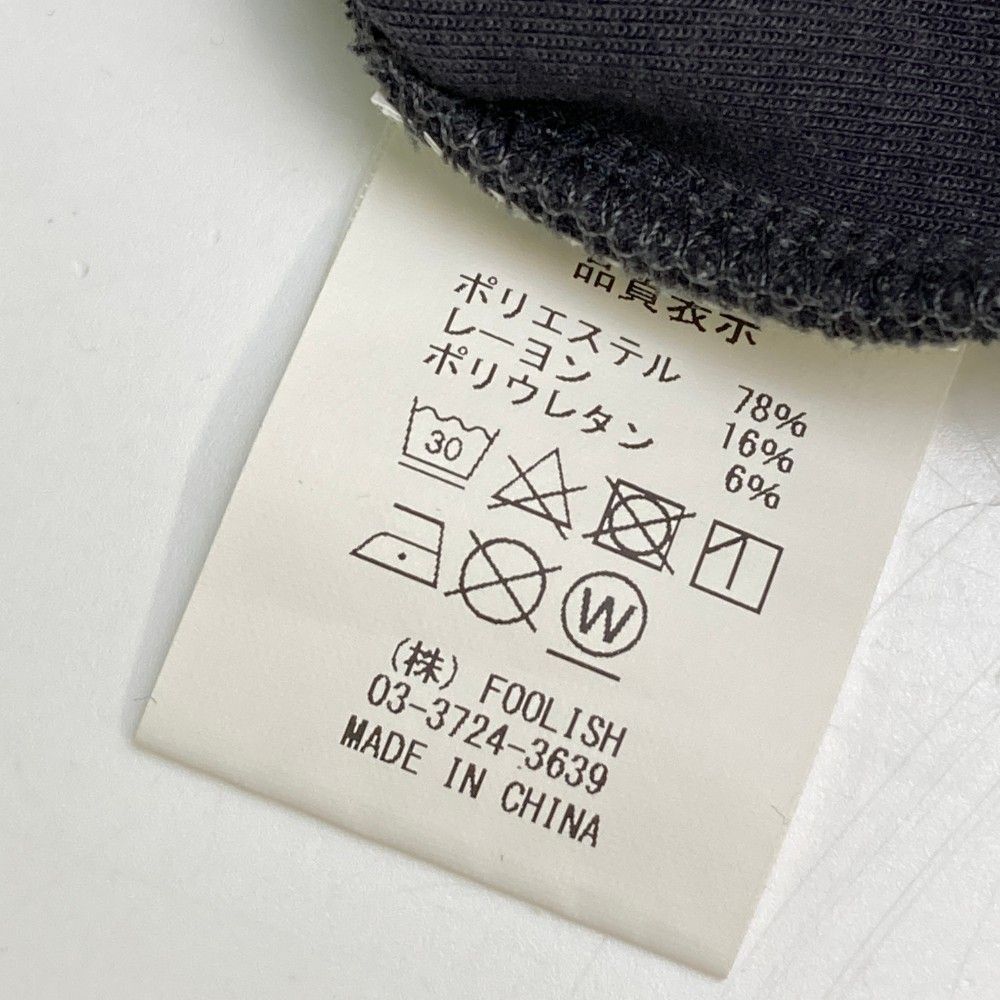 品質表示
ポリエステル 78%
レーヨン 16%
ポリウレタン 6%
30
W
(株) FOOLISH
03-3724-3639
MADE IN CHINA